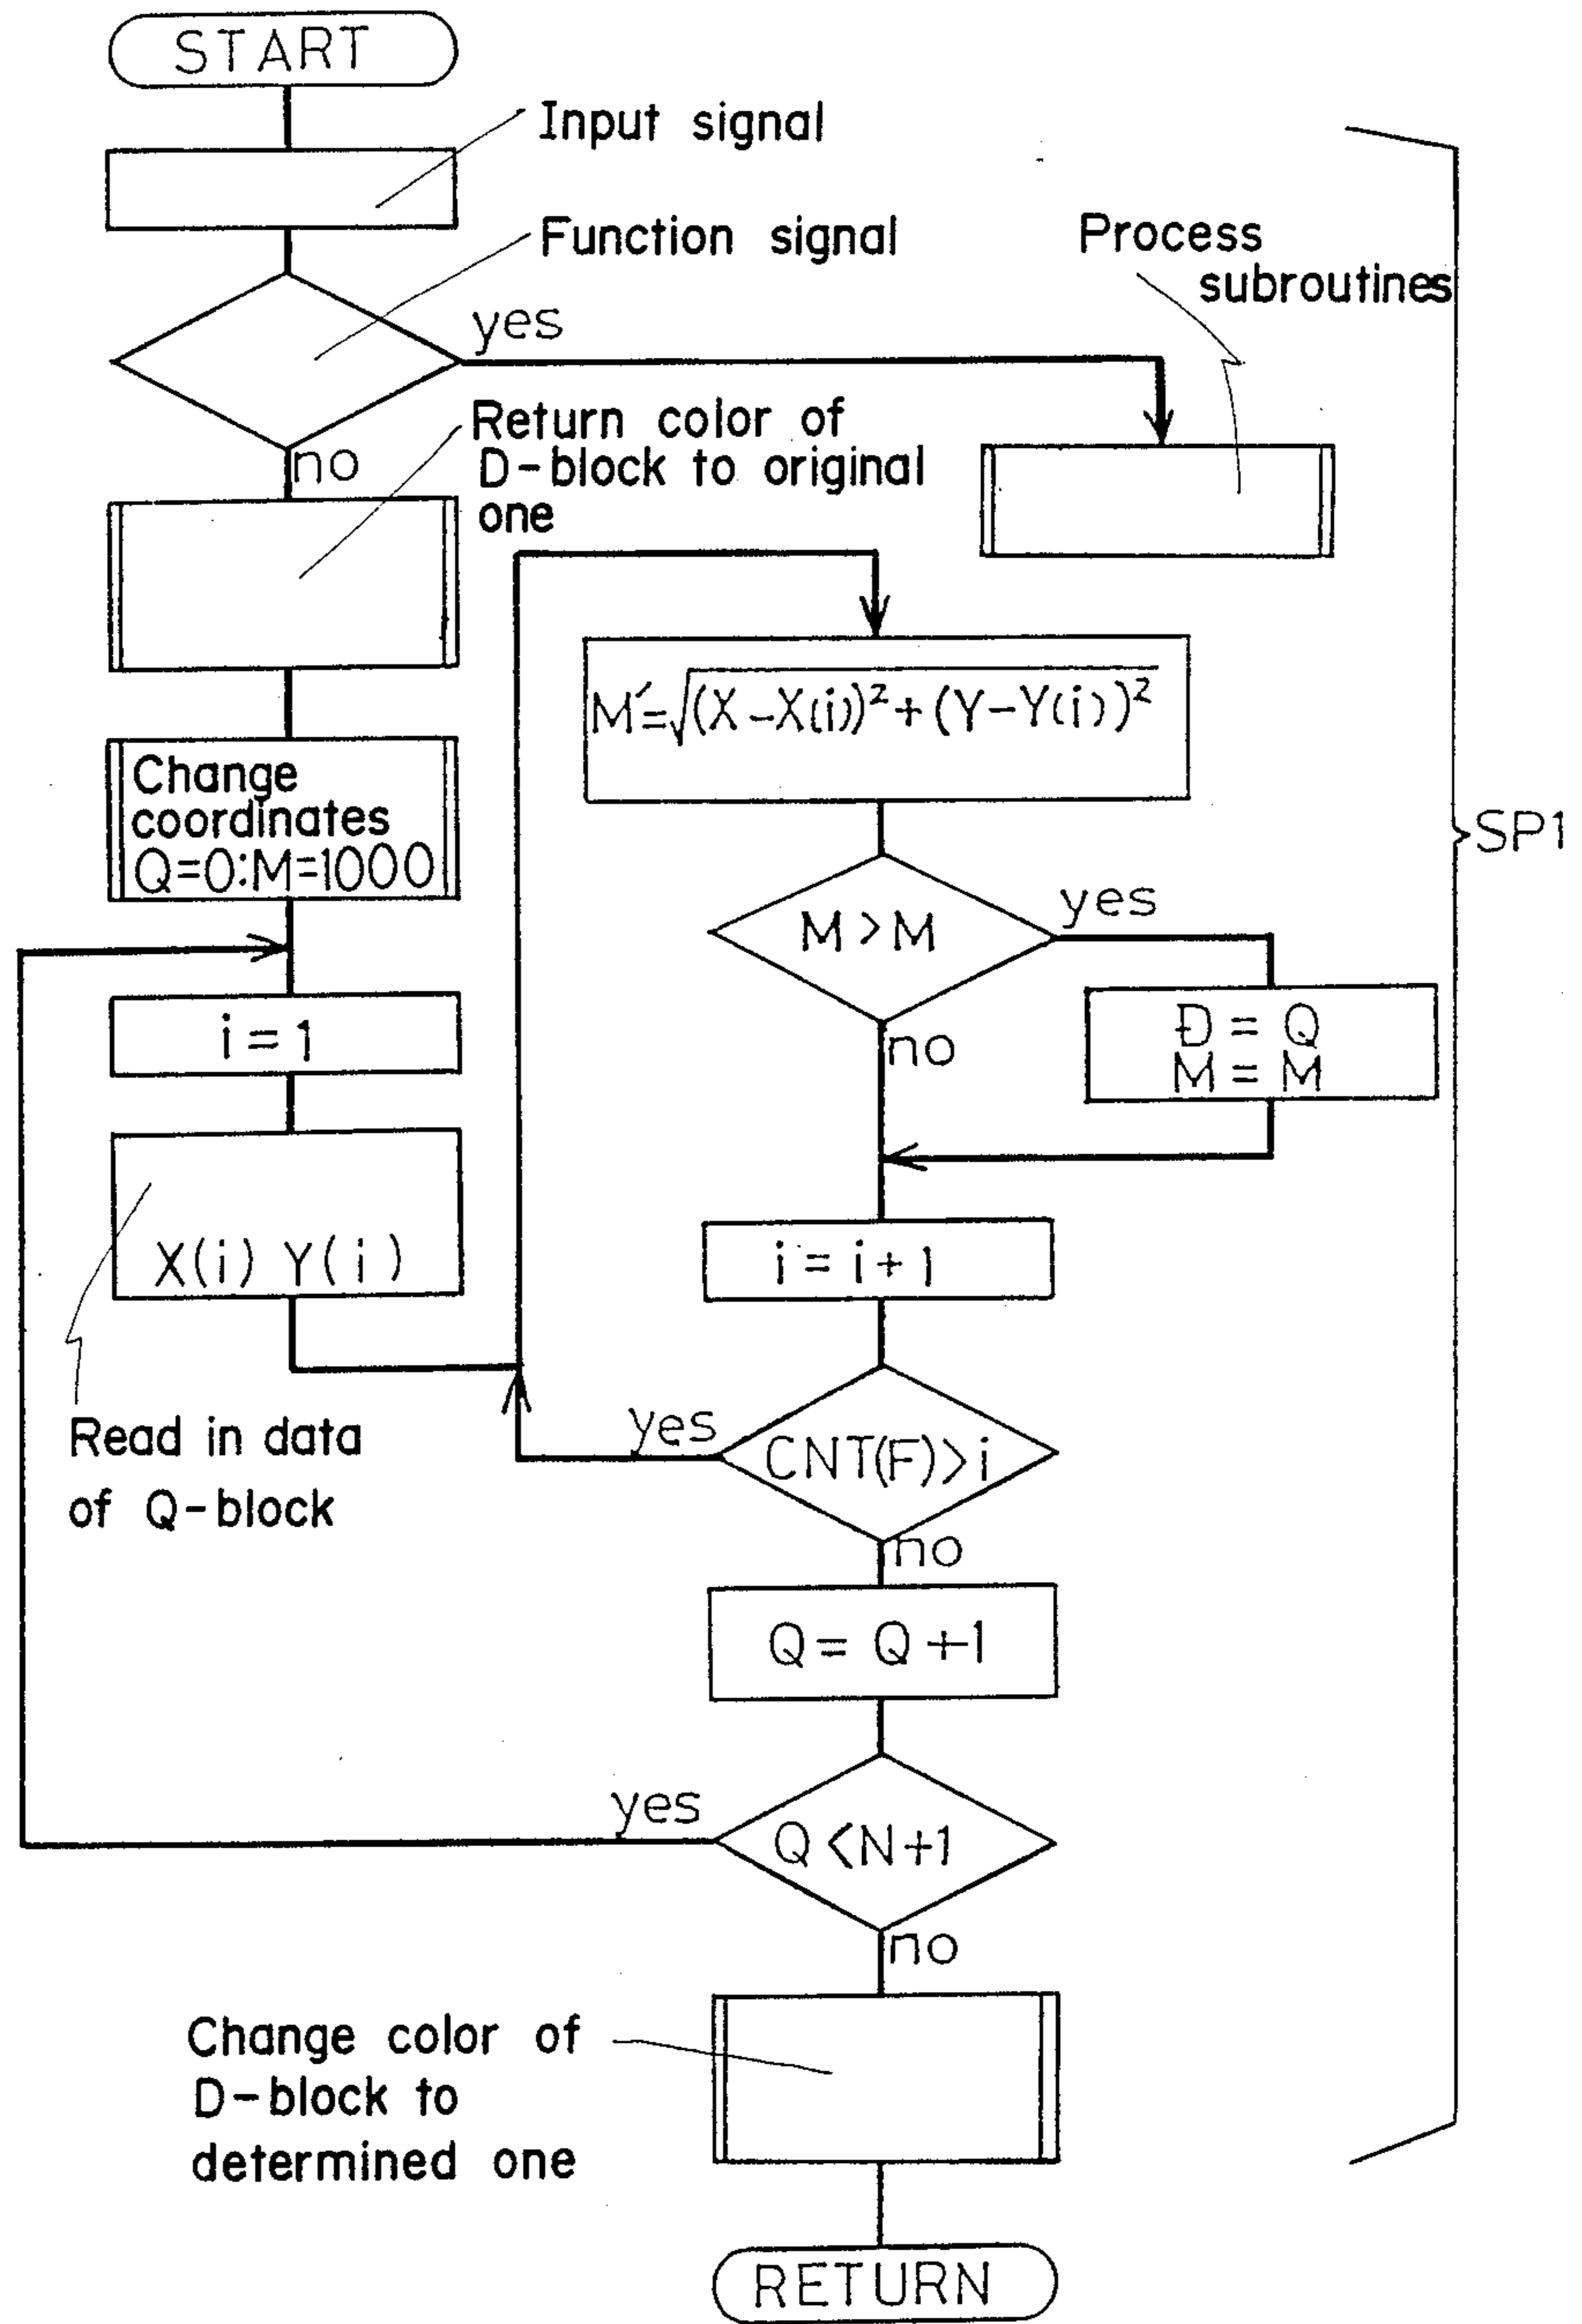 START
Input signal
Function signal
Process
subroutines
yes
no
Return color of
D-block to original
one
M'=√(X-X(i))²+(Y-Y(i))²
Change
coordinates
Q=0:M=1000
SP1
M>M
yes
no
i=1
D = Q
M = M
X(i) Y(i)
i = i+1
Read in data
of Q-block
yes
CNT(F)>i
no
Q = Q+1
yes
Q<N+1
no
Change color of
D-block to
determined one
RETURN